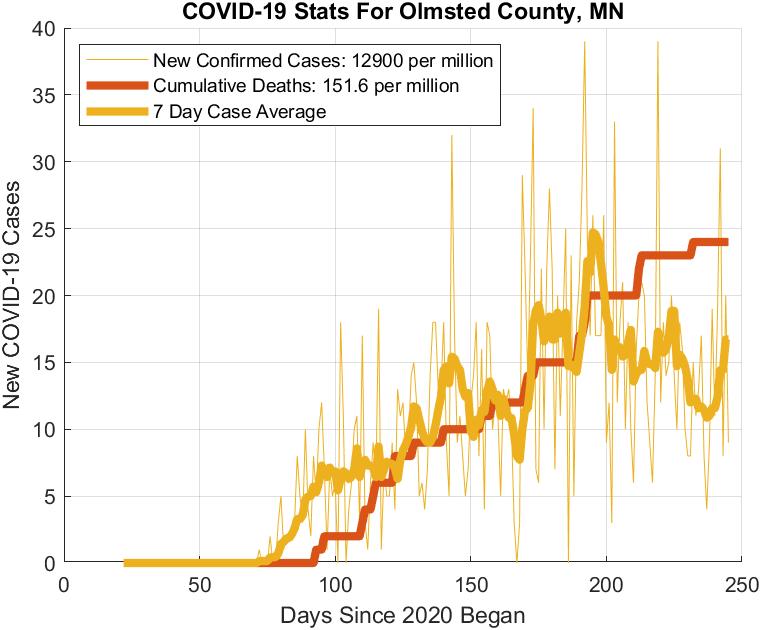 COVID-19 Stats For Olmsted County, MN
New Confirmed Cases: 12900 per million
Cumulative Deaths: 151.6 per million
7 Day Case Average
New COVID-19 Cases
40
35
30
25
20
15
10
5
0
0 50 100 150 200 250
Days Since 2020 Began